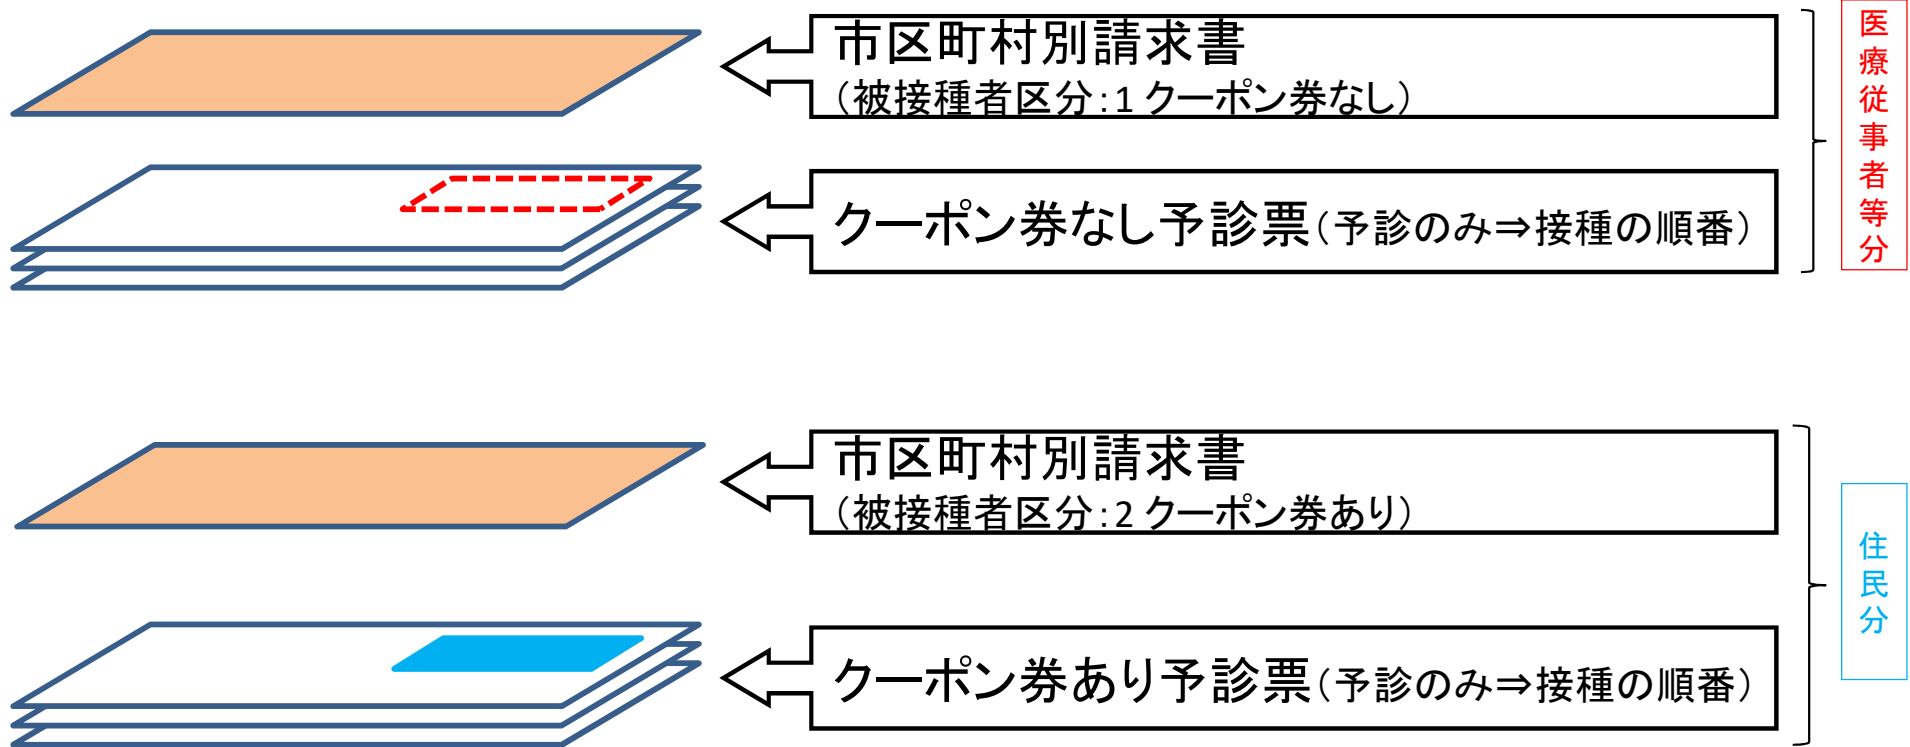 市区町村別請求書
（被接種者区分：1 クーポン券なし）
クーポン券なし予診票（予診のみ⇒接種の順番）
医療従事者等分
市区町村別請求書
（被接種者区分：2 クーポン券あり）
クーポン券あり予診票（予診のみ⇒接種の順番）
住民分